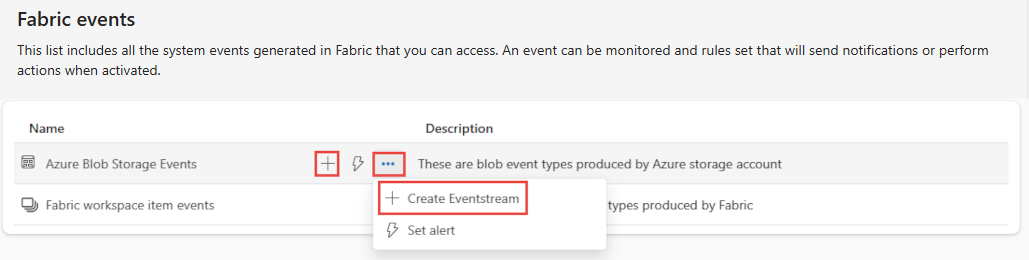 Fabric events
This list includes all the system events generated in Fabric that you can access. An event can be monitored and rules set that will send notifications or perform
actions when activated.
Name Description
Azure Blob Storage Events These are blob event types produced by Azure storage account
Fabric workspace item events types produced by Fabric
Create Eventstream
Set alert